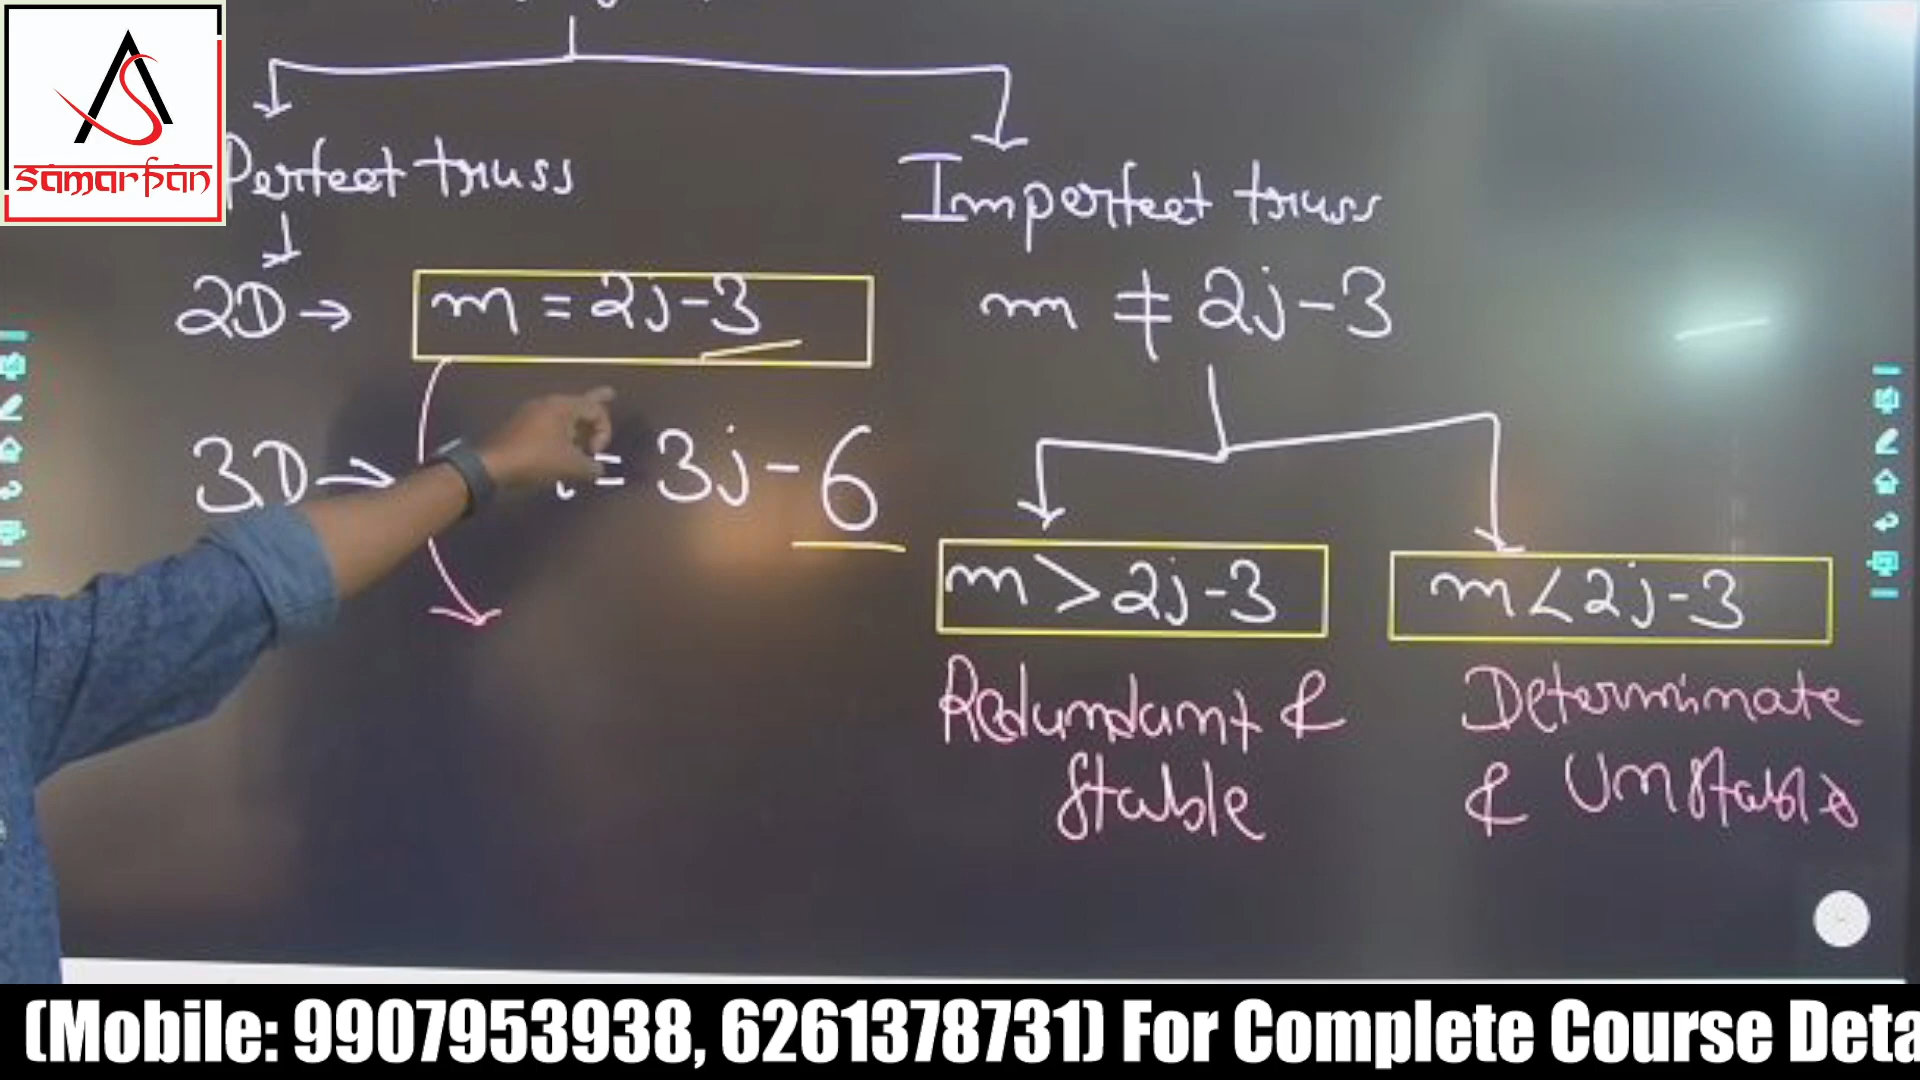 SAMARPAN
Perfect truss
2D → m = 2j-3
3D → = 3j - 6
Imperfect truss
m ≠ 2j-3
m > 2j-3
Redundant &
Stable
m < 2j-3
Determinate
& Unstable
(Mobile: 9907953938, 6261378731) For Complete Course Deta